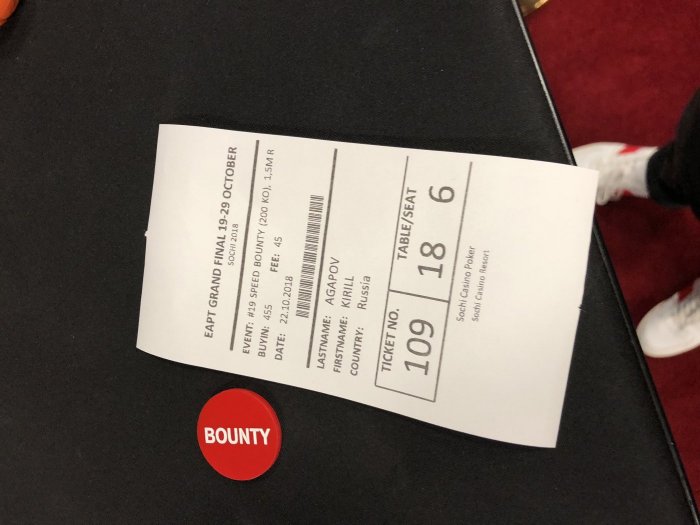 EAPT GRAND FINAL 19-29 OCTOBER
SOCHI 2018
EVENT: #19 SPEED BOUNTY (200 KO), 1,5M R
BUYIN: 455 FEE: 45
DATE: 22.10.2018
LASTNAME: AGAPOV
FIRSTNAME: KIRILL
COUNTRY: Russia
TICKET NO. TABLE/SEAT
109 18 6
Sochi Casino Poker
Sochi Casino Resort
BOUNTY